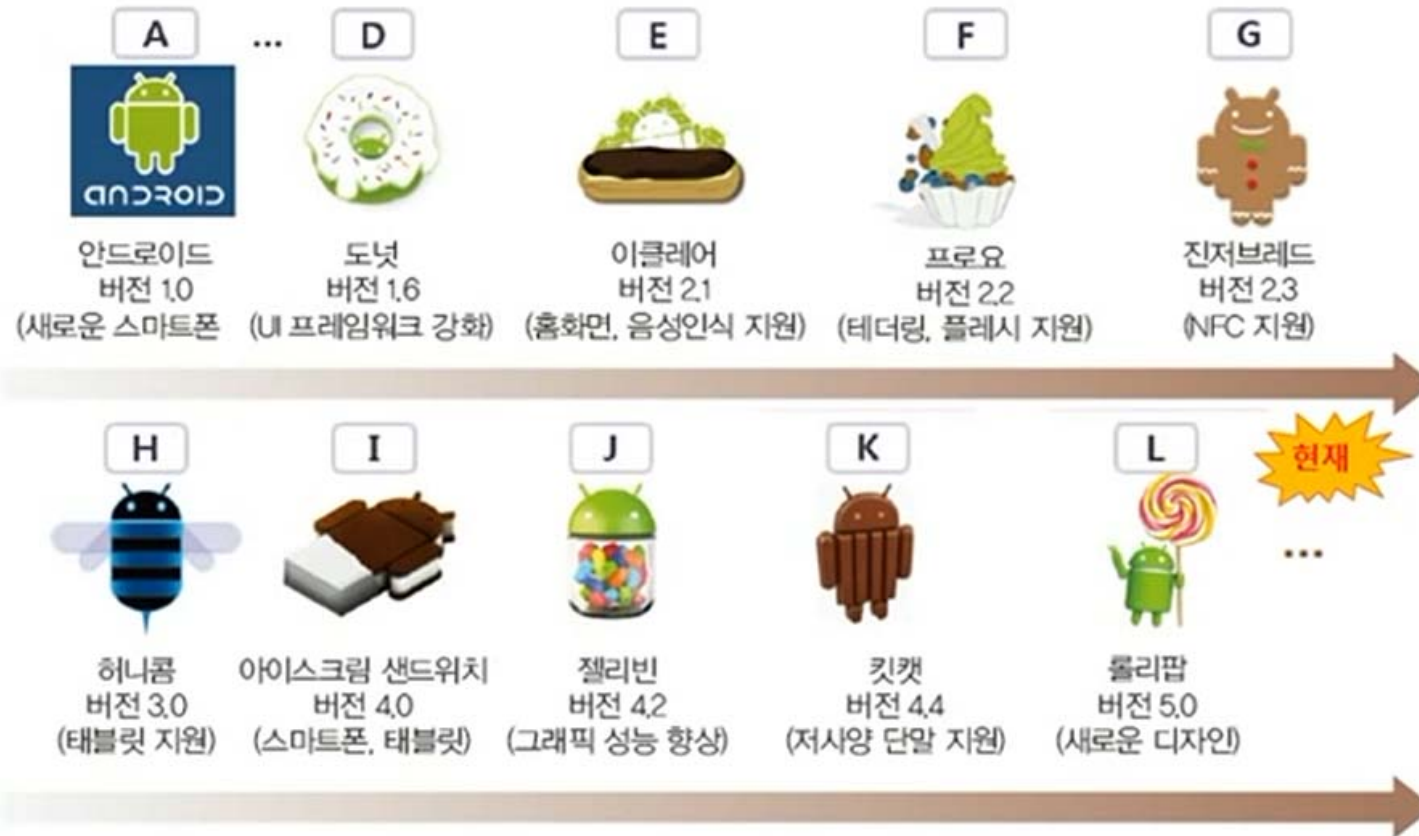 A ... D E F G
ANDROID
안드로이드 도넛 이클레어 프로요 진저브레드
버전 1.0 버전 1.6 버전 2.1 버전 2.2 버전 2.3
(새로운 스마트폰 (UI 프레임워크 강화) (홈화면, 음성인식 지원) (테더링, 플레시 지원) (NFC 지원)
H I J K L 현재
...
허니콤 아이스크림 샌드위치 젤리빈 킷캣 롤리팝
버전 3.0 버전 4.0 버전 4.2 버전 4.4 버전 5.0
(태블릿 지원) (스마트폰, 태블릿) (그래픽 성능 향상) (저사양 단말 지원) (새로운 디자인)